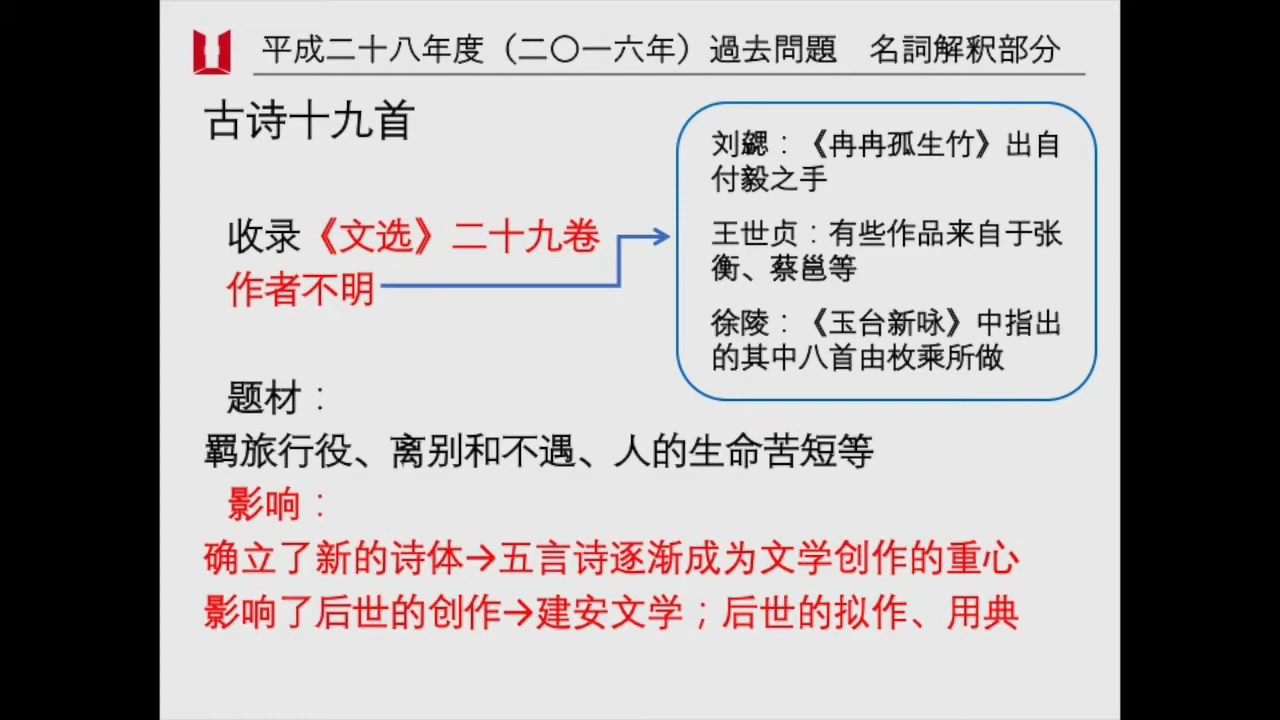 平成二十八年度（二〇一六年）過去問題　名詞解釈部分
古诗十九首
收录《文选》二十九卷
作者不明
刘勰：《冉冉孤生竹》出自
付毅之手
王世贞：有些作品来自于张
衡、蔡邕等
徐陵：《玉台新咏》中指出
的其中八首由枚乘所做
题材：
羁旅行役、离别和不遇、人的生命苦短等
影响：
确立了新的诗体→五言诗逐渐成为文学创作的重心
影响了后世的创作→建安文学；后世的拟作、用典